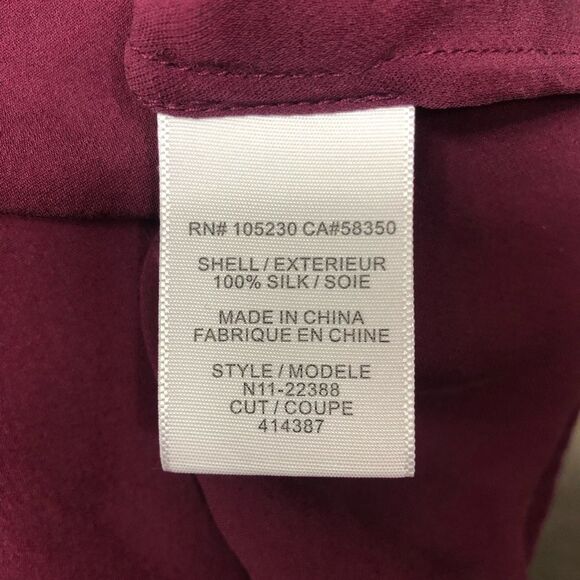 RN# 105230 CA#58350
SHELL / EXTERIEUR
100% SILK / SOIE
MADE IN CHINA
FABRIQUE EN CHINE
STYLE / MODELE
N11-22388
CUT / COUPE
414387